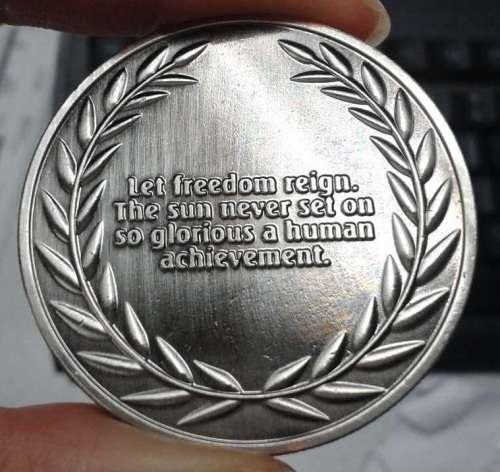 Let freedom reign.
The sun never set on
so glorious a human
achievement.